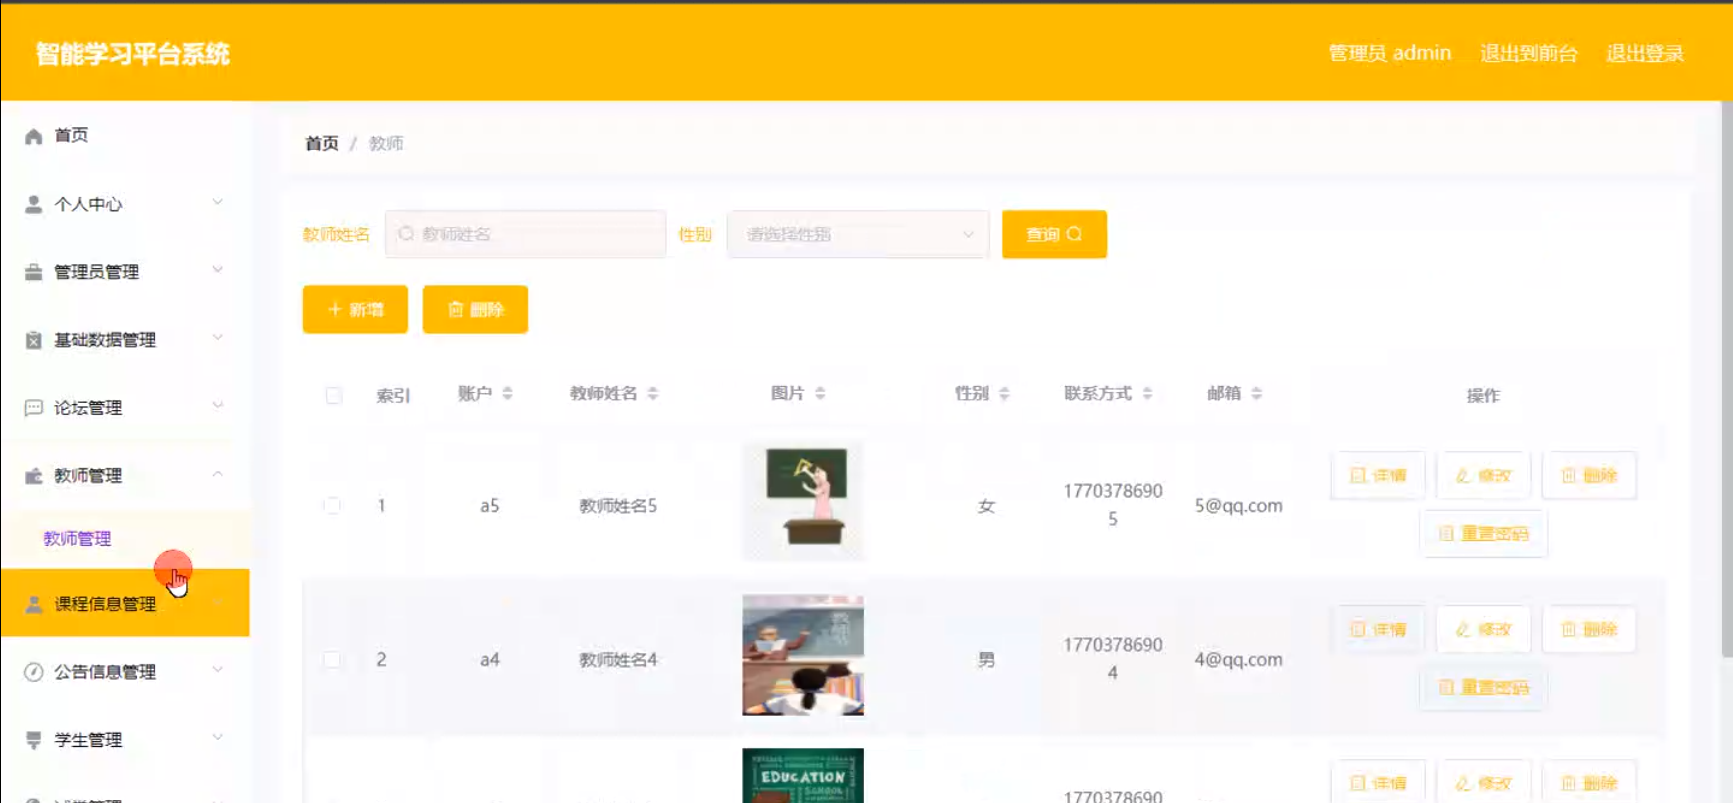 智能学习平台系统
管理员 admin 退出到前台 退出登录
首页
个人中心
管理员管理
基础数据管理
论坛管理
教师管理
教师管理
课程信息管理
公告信息管理
学生管理
首页 / 教师
教师姓名 教师姓名 性别 请选择性别 查询
新增 删除
索引 账户 教师姓名 图片 性别 联系方式 邮箱 操作
1 a5 教师姓名5 女 1770378690
5 5@qq.com 详情 修改 删除
重置密码
2 a4 教师姓名4 男 1770378690
4 4@qq.com 详情 修改 删除
重置密码
EDUCATION
SCHOOL
1770378690 详情 修改 删除